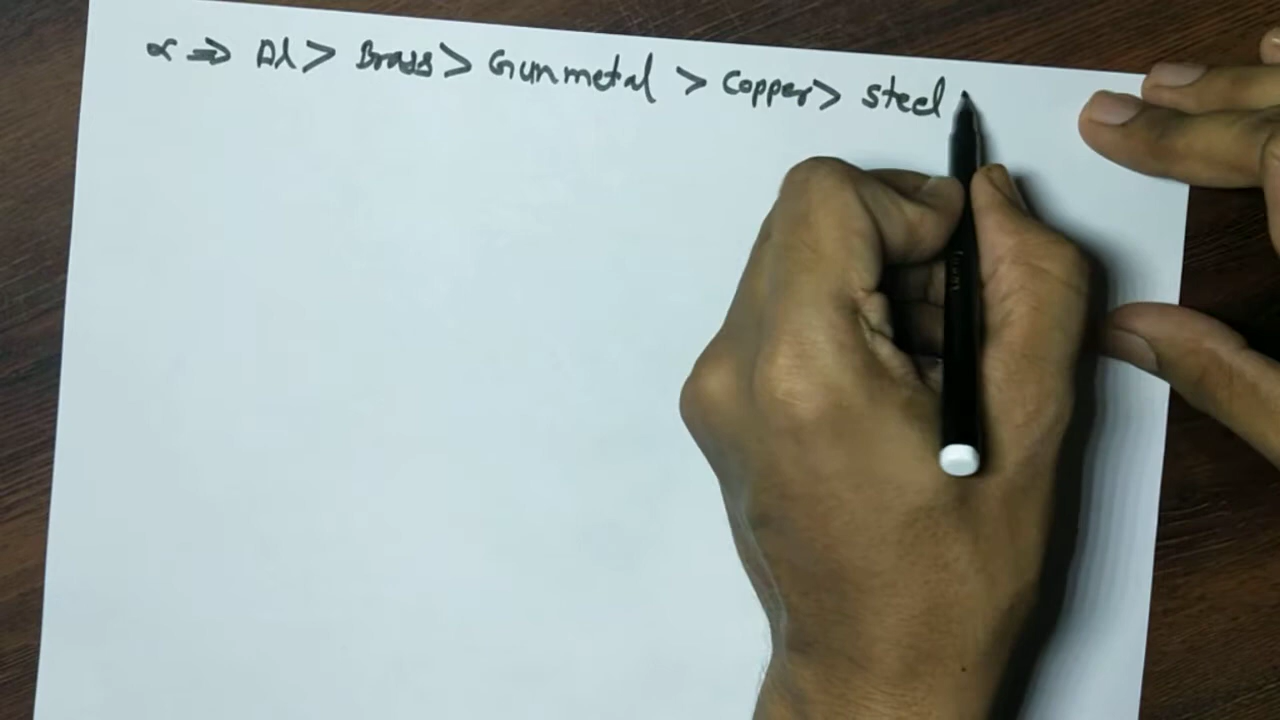 α ⇒ Al > Brass > Gunmetal > Copper > steel